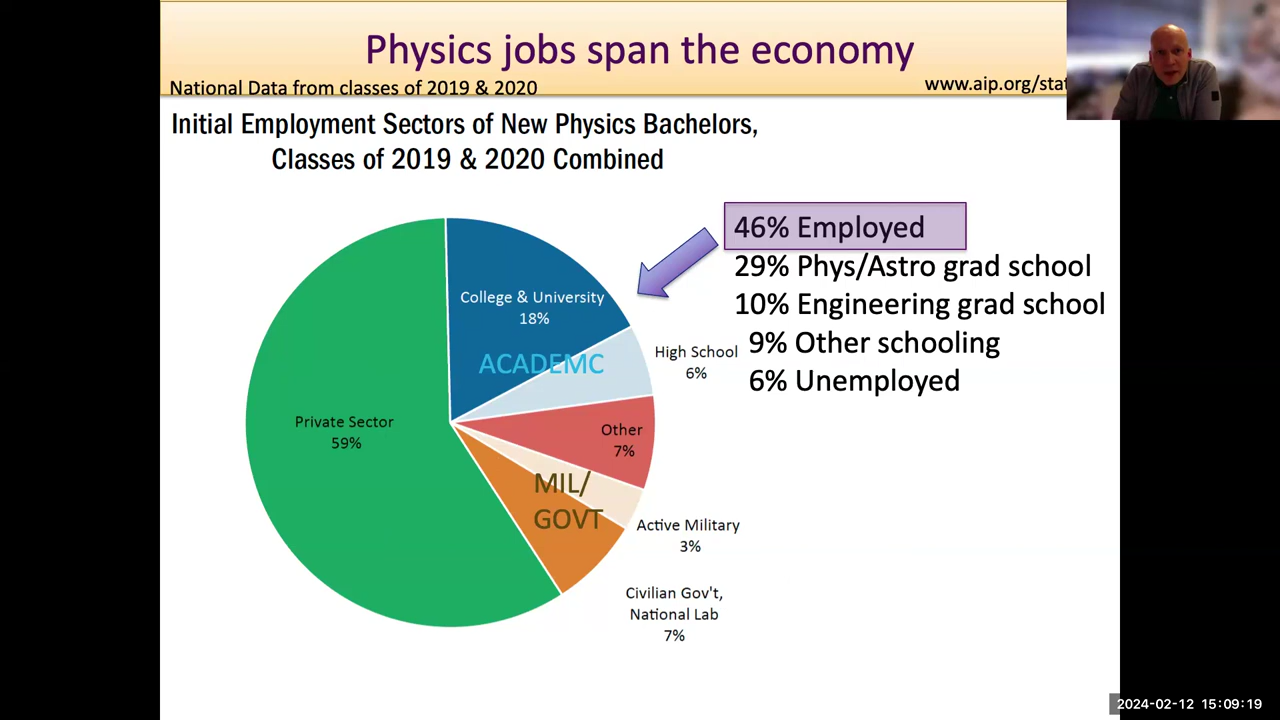 Physics jobs span the economy
National Data from classes of 2019 & 2020
www.aip.org/stat
Initial Employment Sectors of New Physics Bachelors,
Classes of 2019 & 2020 Combined
46% Employed
29% Phys/Astro grad school
10% Engineering grad school
9% Other schooling
6% Unemployed
College & University
18%
ACADEMC
High School
6%
Private Sector
59%
Other
7%
MIL/
GOVT
Active Military
3%
Civilian Gov't,
National Lab
7%
2024-02-12 15:09:19